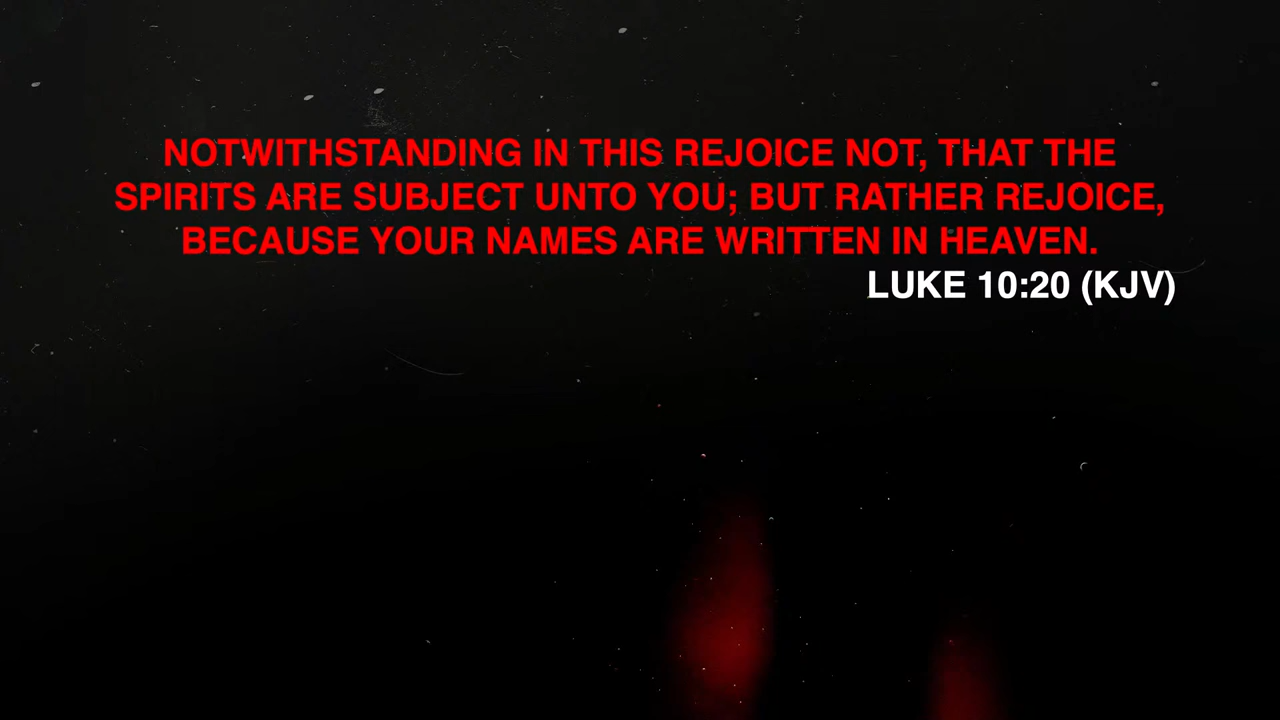 NOTWITHSTANDING IN THIS REJOICE NOT, THAT THE
SPIRITS ARE SUBJECT UNTO YOU; BUT RATHER REJOICE,
BECAUSE YOUR NAMES ARE WRITTEN IN HEAVEN.
LUKE 10:20 (KJV)